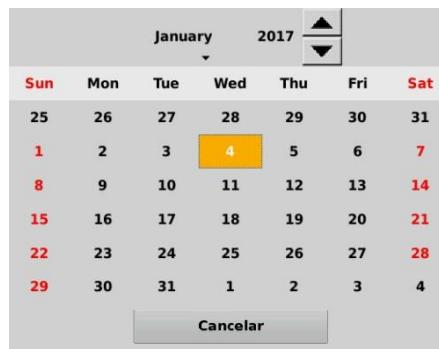 January 2017
Sun Mon Tue Wed Thu Fri Sat
25 26 27 28 29 30 31
1 2 3 4 5 6 7
8 9 10 11 12 13 14
15 16 17 18 19 20 21
22 23 24 25 26 27 28
29 30 31 1 2 3 4
Cancelar